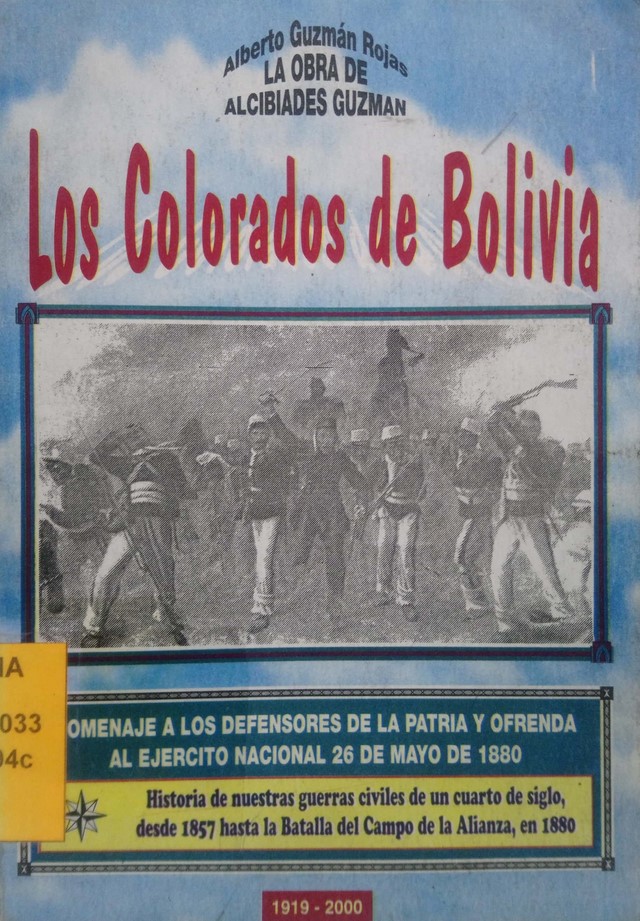 Alberto Guzmán Rojas
LA OBRA DE
ALCIBIADES GUZMAN
Los Colorados de Bolivia
IA
033
04c
OMENAJE A LOS DEFENSORES DE LA PATRIA Y OFRENDA
AL EJERCITO NACIONAL 26 DE MAYO DE 1880
Historia de nuestras guerras civiles de un cuarto de siglo,
desde 1857 hasta la Batalla del Campo de la Alianza, en 1880
1919 - 2000